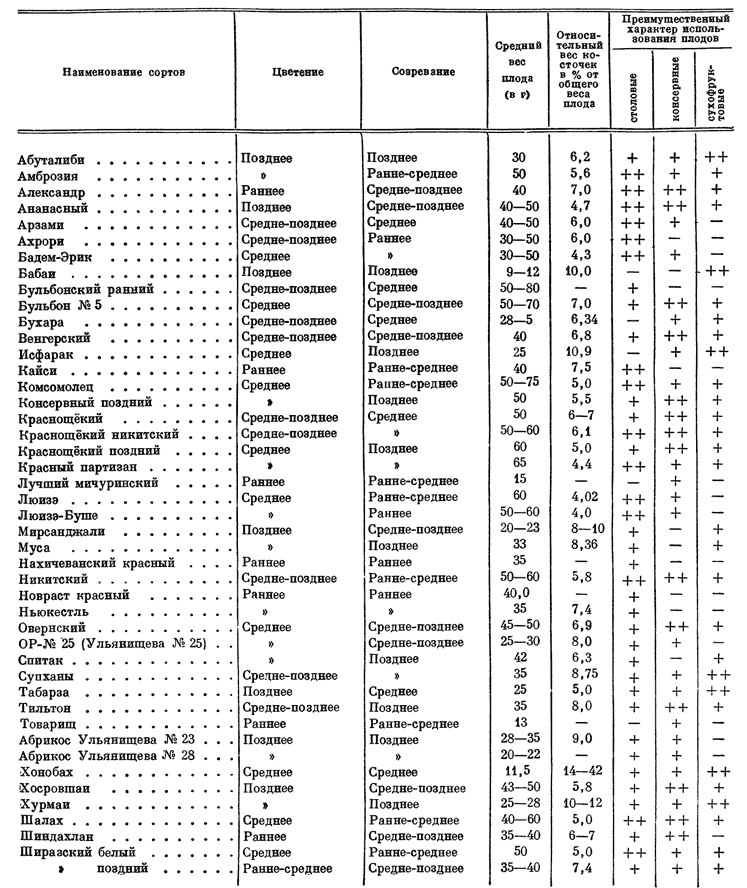 Наименование сортов | Цветение | Созревание | Средний вес плода (в г) | Относительный вес косточек в % от общего веса плода | Преимущественный характер использования плодов: столовые | консервные | сухофруктовые
Абуталиби | Позднее | Позднее | 30 | 6,2 | + | + | ++
Амброзия | » | Ранне-среднее | 50 | 5,6 | ++ | + | +
Александр | Раннее | Средне-позднее | 40 | 7,0 | ++ | ++ | +
Ананасный | Позднее | Средне-позднее | 40—50 | 4,7 | ++ | ++ | +
Арзами | Средне-позднее | Среднее | 40—50 | 6,0 | ++ | + | —
Ахрори | Средне-позднее | Раннее | 30—50 | 6,0 | ++ | — | —
Бадем-Эрик | Среднее | » | 30—50 | 4,3 | ++ | + | —
Бабаи | Позднее | Позднее | 9—12 | 10,0 | — | — | ++
Бульбонский ранний | Средне-позднее | Среднее | 50—80 | — | + | — | —
Бульбон № 5 | Среднее | Средне-позднее | 50—70 | 7,0 | + | ++ | +
Бухара | Средне-позднее | Среднее | 28—5 | 6,34 | — | + | +
Венгерский | Средне-позднее | Средне-позднее | 40 | 6,8 | + | ++ | +
Исфарак | Среднее | Позднее | 25 | 10,9 | — | + | ++
Кайси | Раннее | Ранне-среднее | 40 | 7,5 | ++ | — | —
Комсомолец | Среднее | Ранне-среднее | 50—75 | 5,0 | ++ | + | +
Консервный поздний | » | Ранне-среднее | 50 | 5,5 | + | ++ | +
Краснощёкий | Средне-позднее | Среднее | 50 | 6—7 | + | ++ | +
Краснощёкий никитский | Средне-позднее | » | 50—60 | 6,1 | ++ | ++ | +
Краснощёкий поздний | Среднее | Позднее | 60 | 5,0 | + | ++ | +
Красный партизан | » | » | 65 | 4,4 | ++ | + | +
Лучший мичуринский | Раннее | Ранне-среднее | 15 | — | — | + | —
Люизэ | Среднее | Ранне-среднее | 60 | 4,02 | ++ | + | —
Люизэ-Буше | » | Раннее | 50—60 | 4,0 | ++ | + | —
Мирсанджали | Позднее | Средне-позднее | 20—23 | 8—10 | + | — | +
Муса | » | Позднее | 33 | 8,36 | + | — | +
Нахичеванский красный | Раннее | Раннее | 35 | — | + | — | —
Никитский | Средне-позднее | Ранне-среднее | 50—60 | 5,8 | ++ | ++ | +
Новраст красный | Раннее | Раннее | 40,0 | — | + | — | —
Ньюкестль | » | » | 35 | 7,4 | + | — | —
Овернский | Среднее | Средне-позднее | 45—50 | 6,9 | + | ++ | +
ОР-№ 25 (Ульянищева № 25) | » | Средне-позднее | 25—30 | 8,0 | + | + | —
Спитак | » | Позднее | 42 | 6,3 | + | — | +
Супханы | Средне-позднее | » | 35 | 8,75 | + | + | ++
Табарза | Позднее | Среднее | 25 | 5,0 | + | + | ++
Тильтон | Средне-позднее | Позднее | 35 | 8,0 | + | ++ | +
Товарищ | Раннее | Ранне-среднее | 13 | — | — | + | —
Абрикос Ульянищева № 23 | Позднее | Позднее | 28—35 | 9,0 | + | + | —
Абрикос Ульянищева № 28 | » | » | 20—22 | — | + | + | —
Хонобах | Среднее | Среднее | 11,5 | 14—42 | + | + | ++
Хосровшаи | Позднее | Средне-позднее | 43—50 | 5,8 | + | ++ | +
Хурмаи | » | Позднее | 25—28 | 10—12 | + | + | ++
Шалах | Среднее | Ранне-среднее | 40—60 | 5,0 | ++ | ++ | +
Шиндахлан | Раннее | Средне-позднее | 35—40 | 6—7 | + | ++ | —
Ширазский белый | Среднее | Ранне-среднее | 50 | 5,0 | ++ | + | +
» поздний | Ранне-среднее | Средне-позднее | 35—40 | 7,4 | + | + | +